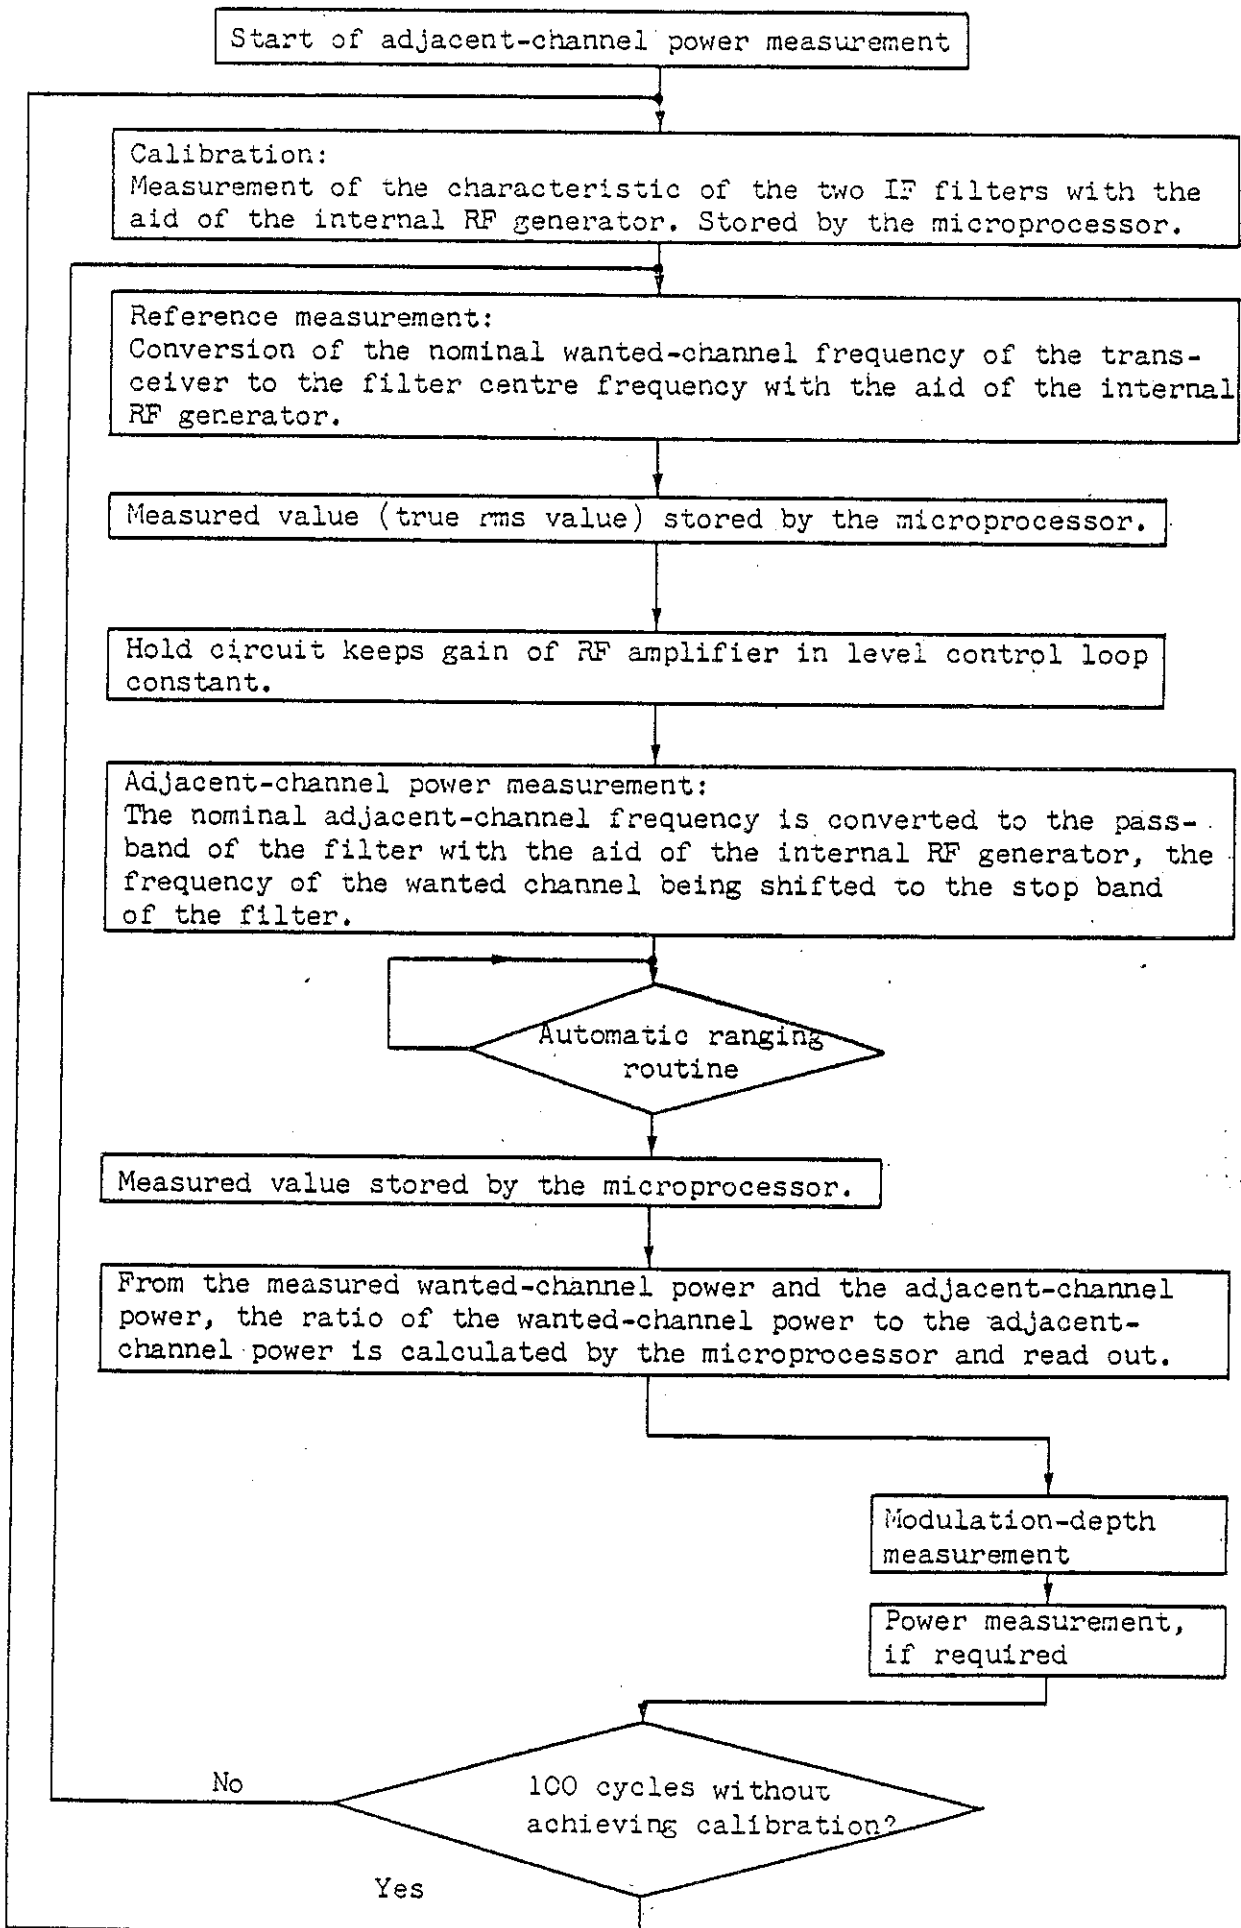 Start of adjacent-channel power measurement
Calibration:
Measurement of the characteristic of the two IF filters with the
aid of the internal RF generator. Stored by the microprocessor.
Reference measurement:
Conversion of the nominal wanted-channel frequency of the trans-
ceiver to the filter centre frequency with the aid of the internal
RF generator.
Measured value (true rms value) stored by the microprocessor.
Hold circuit keeps gain of RF amplifier in level control loop
constant.
Adjacent-channel power measurement:
The nominal adjacent-channel frequency is converted to the pass-
band of the filter with the aid of the internal RF generator, the
frequency of the wanted channel being shifted to the stop band
of the filter.
Automatic ranging
routine
Measured value stored by the microprocessor.
From the measured wanted-channel power and the adjacent-channel
power, the ratio of the wanted-channel power to the adjacent-
channel power is calculated by the microprocessor and read out.
Modulation-depth
measurement
Power measurement,
if required
No
100 cycles without
achieving calibration?
Yes